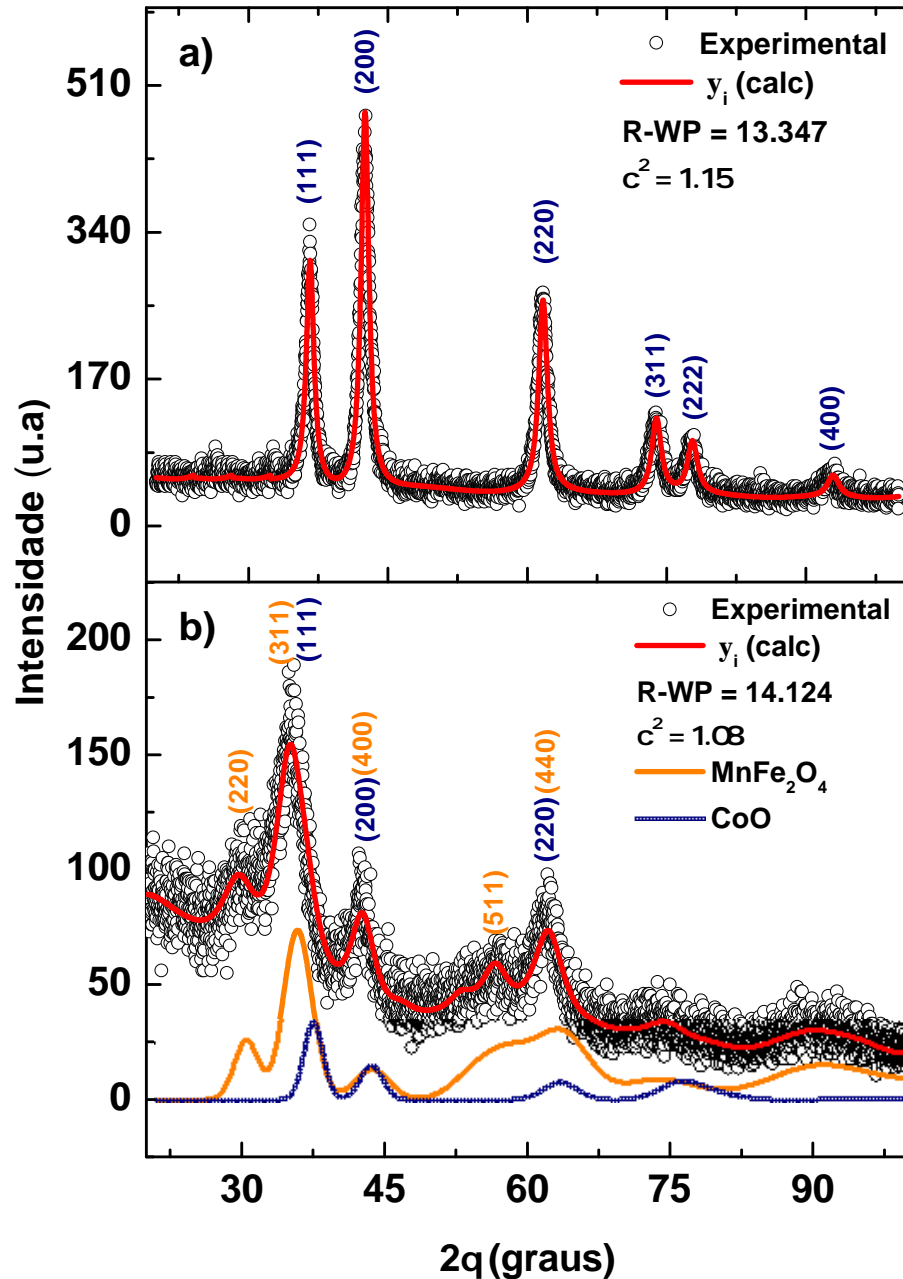 a)
Experimental
y_i (calc)
R-WP = 13.347
c² = 1.15
(111)
(200)
(220)
(311)
(222)
(400)
510
340
170
0
Intensidade (u.a)
b)
Experimental
y_i (calc)
R-WP = 14.124
c² = 1.08
MnFe₂O₄
CoO
(220)
(311)
(111)
(200) (400)
(511)
(220) (440)
200
150
100
50
0
30 45 60 75 90
2q (graus)